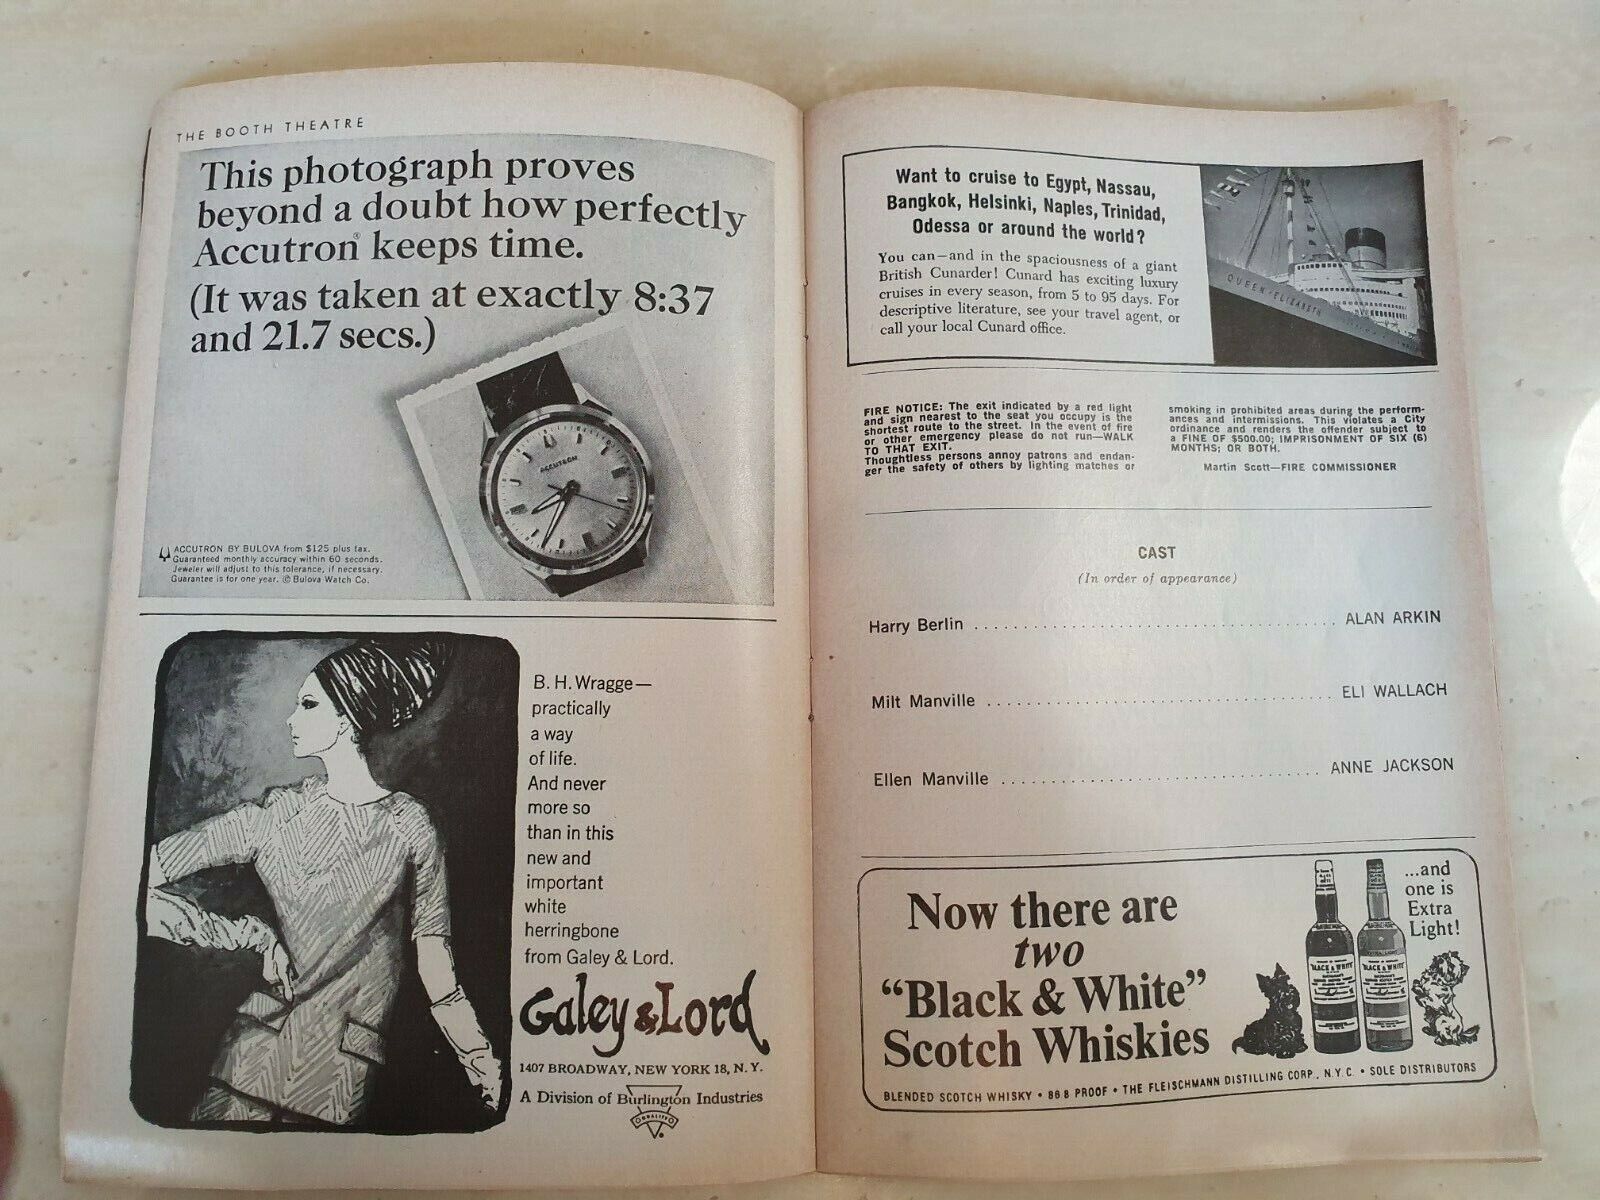 THE BOOTH THEATRE
This photograph proves
beyond a doubt how perfectly
Accutron® keeps time.
(It was taken at exactly 8:37
and 21.7 secs.)
ACCUTRON
ACCUTRON BY BULOVA from $125 plus tax.
Guaranteed monthly accuracy within 60 seconds.
Jeweler will adjust to this tolerance, if necessary.
Guarantee is for one year. © Bulova Watch Co.
B. H. Wragge—
practically
a way
of life.
And never
more so
than in this
new and
important
white
herringbone
from Galey & Lord.
Galey & Lord
1407 BROADWAY, NEW YORK 18, N. Y.
A Division of Burlington Industries
QUALITY
Want to cruise to Egypt, Nassau,
Bangkok, Helsinki, Naples, Trinidad,
Odessa or around the world?
You can—and in the spaciousness of a giant
British Cunarder! Cunard has exciting luxury
cruises in every season, from 5 to 95 days. For
descriptive literature, see your travel agent, or
call your local Cunard office.
QUEEN ELIZABETH
FIRE NOTICE: The exit indicated by a red light
and sign nearest to the seat you occupy is the
shortest route to the street. In the event of fire
or other emergency please do not run—WALK
TO THAT EXIT.
Thoughtless persons annoy patrons and endan-
ger the safety of others by lighting matches or
smoking in prohibited areas during the perform-
ances and intermissions. This violates a City
ordinance and renders the offender subject to
a FINE OF $500.00; IMPRISONMENT OF SIX (6)
MONTHS; OR BOTH.
Martin Scott—FIRE COMMISSIONER
CAST
(In order of appearance)
Harry Berlin ........ ALAN ARKIN
Milt Manville ........ ELI WALLACH
Ellen Manville ........ ANNE JACKSON
Now there are
two
"Black & White"
Scotch Whiskies
...and
one is
Extra
Light!
BLACK & WHITE
BLACK & WHITE
BLENDED SCOTCH WHISKY • 86.8 PROOF • THE FLEISCHMANN DISTILLING CORP., N.Y.C. • SOLE DISTRIBUTORS